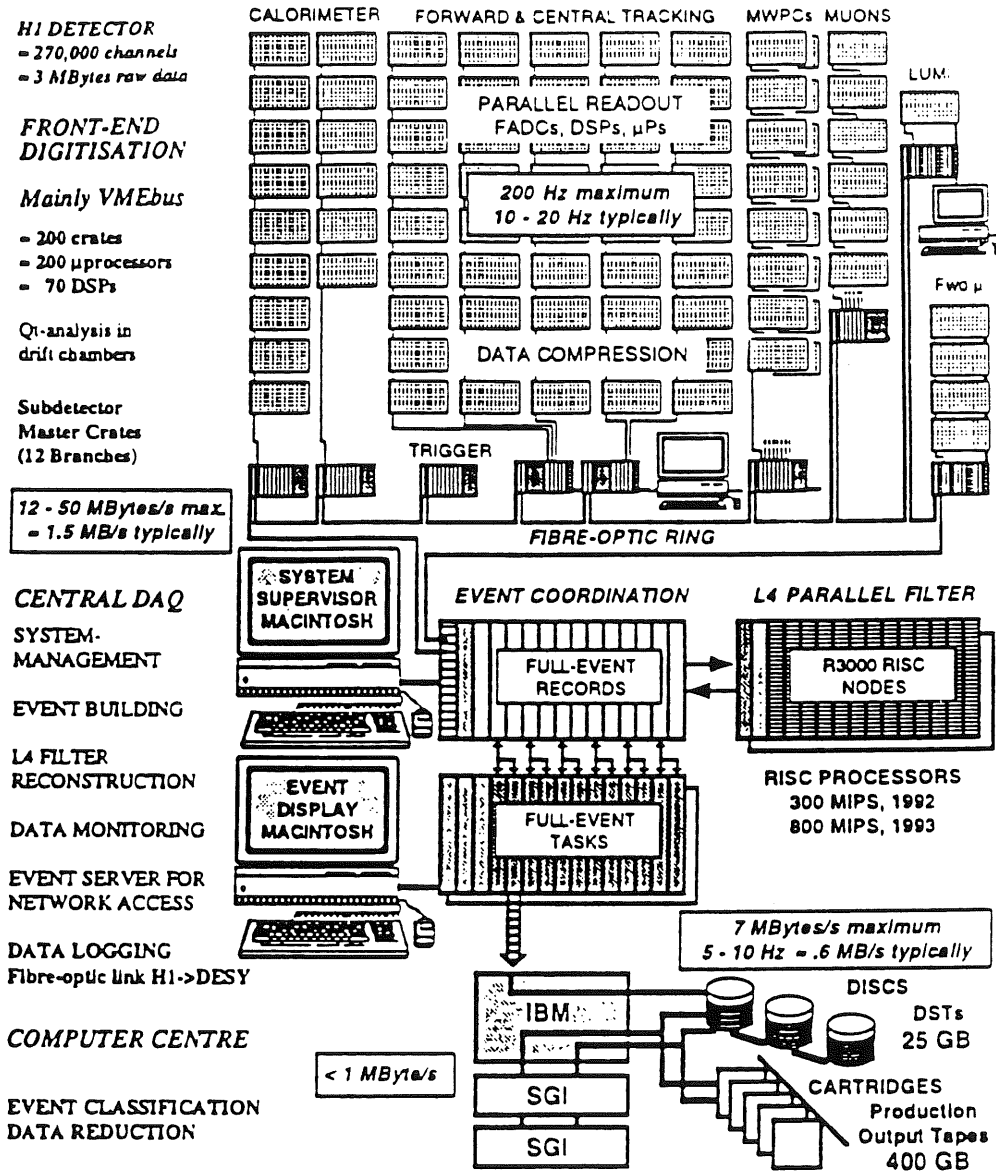 H1 DETECTOR
≈ 270,000 channels
≈ 3 MBytes raw data
FRONT-END
DIGITISATION
Mainly VMEbus
≈ 200 crates
≈ 200 μprocessors
≈ 70 DSPs
Qt-analysis in
drift chambers
Subdetector
Master Crates
(12 Branches)
12 - 50 MBytes/s max.
≈ 1.5 MB/s typically
CALORIMETER
FORWARD & CENTRAL TRACKING
MWPCs
MUONS
LUMI
PARALLEL READOUT
FADCs, DSPs, μPs
200 Hz maximum
10 - 20 Hz typically
Fwd μ
DATA COMPRESSION
TRIGGER
FIBRE-OPTIC RING
CENTRAL DAQ
SYSTEM-
MANAGEMENT
EVENT BUILDING
L4 FILTER
RECONSTRUCTION
DATA MONITORING
EVENT SERVER FOR
NETWORK ACCESS
DATA LOGGING
Fibre-optic link H1->DESY
SYSTEM
SUPERVISOR
MACINTOSH
EVENT COORDINATION
FULL-EVENT
RECORDS
L4 PARALLEL FILTER
R3000 RISC
NODES
RISC PROCESSORS
300 MIPS, 1992
800 MIPS, 1993
EVENT
DISPLAY
MACINTOSH
FULL-EVENT
TASKS
7 MBytes/s maximum
5 - 10 Hz ≈ .6 MB/s typically
COMPUTER CENTRE
EVENT CLASSIFICATION
DATA REDUCTION
< 1 MByte/s
IBM
SGI
SGI
DISCS
DSTs
25 GB
CARTRIDGES
Production
Output Tapes
400 GB